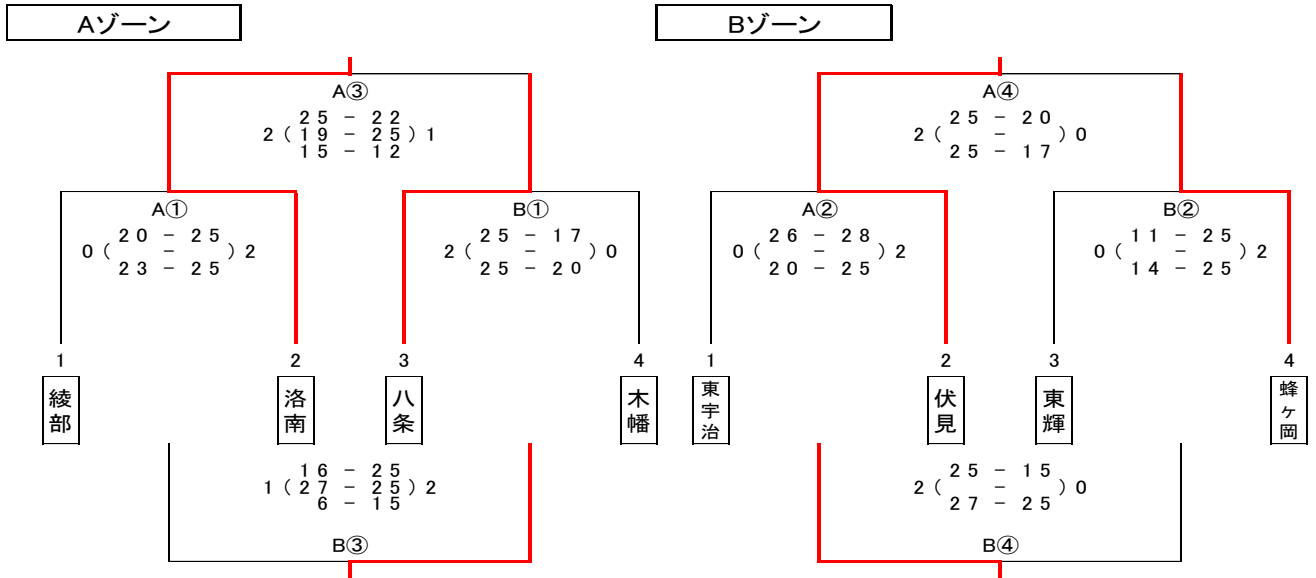 Aゾーン
Bゾーン
A③
25 - 22
2 ( 19 - 25 ) 1
15 - 12
A④
25 - 20
2 ( - ) 0
25 - 17
A①
20 - 25
0 ( - ) 2
23 - 25
B①
25 - 17
2 ( - ) 0
25 - 20
A②
26 - 28
0 ( - ) 2
20 - 25
B②
11 - 25
0 ( - ) 2
14 - 25
1
2
3
4
1
2
3
4
綾部
洛南
八条
木幡
東宇治
伏見
東輝
蜂ヶ岡
16 - 25
1 ( 27 - 25 ) 2
6 - 15
B③
25 - 15
2 ( - ) 0
27 - 25
B④